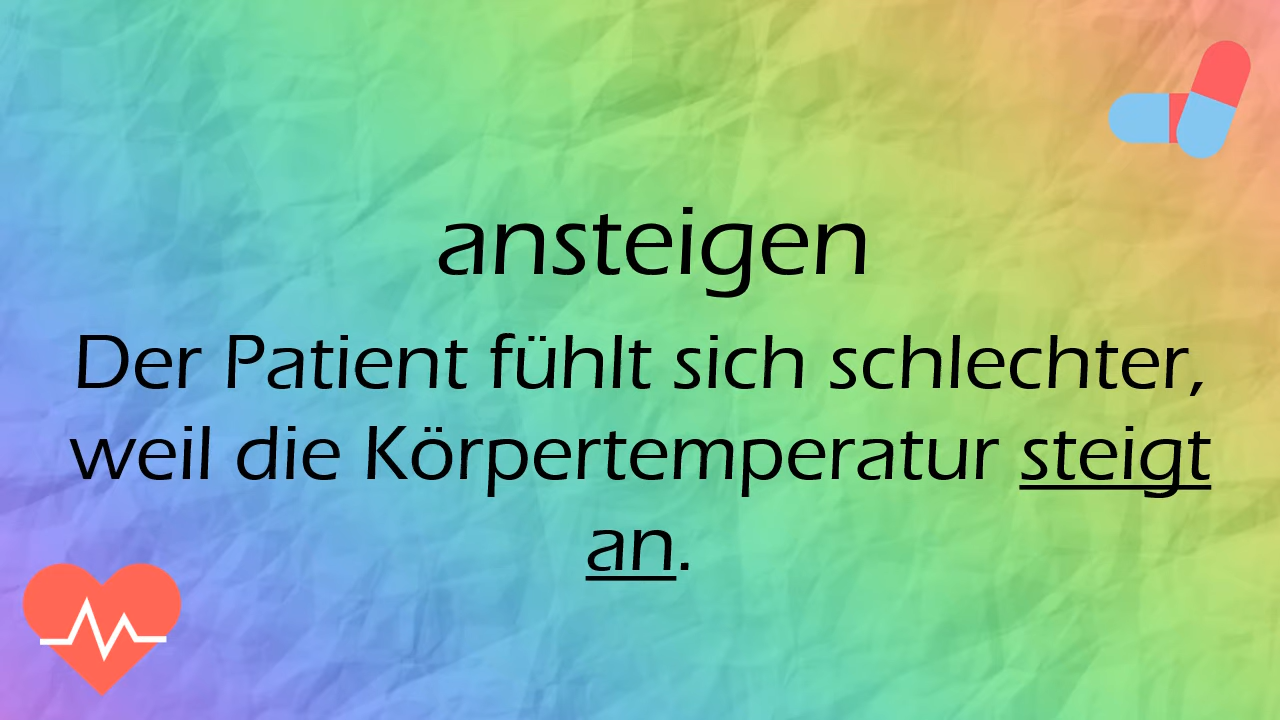 ansteigen
Der Patient fühlt sich schlechter,
weil die Körpertemperatur steigt
an.